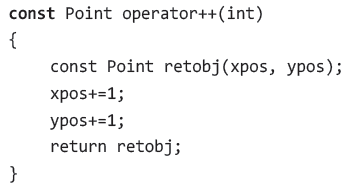 const Point operator++(int)
{
    const Point retobj(xpos, ypos);
    xpos+=1;
    ypos+=1;
    return retobj;
}